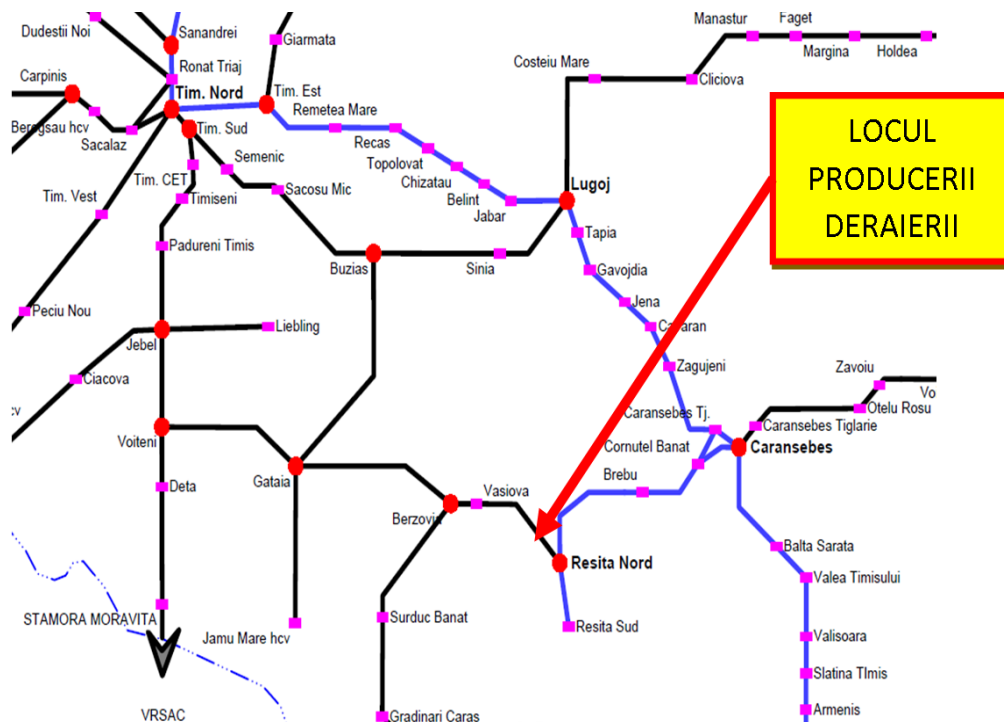 Dudestii Noi
Sanandrei
Giarmata
Manastur
Faget
Margina
Holdea
Costeiu Mare
Cliciova
Ronat Triaj
Carpinis
Tim. Nord
Tim. Est
Remetea Mare
Beregsau hcv
Sacalaz
Tim. Sud
Recas
Topolovat
Chizatau
Belint
Jabar
Lugoj
LOCUL
PRODUCERII
DERAIERII
Semenic
Tim. CET
Timiseni
Sacosu Mic
Tim. Vest
Padureni Timis
Buzias
Sinia
Tapia
Gavojdia
Jena
Peciu Nou
Jebel
Liebling
Zagujeni
Ciacova
Zavoiu
Vo
Otelu Rosu
cv
Caransebes Tj.
Caransebes Tiglarie
Cornutel Banat
Caransebes
Voiteni
Gataia
Brebu
Deta
Vasiova
Berzovia
Resita Nord
Balta Sarata
Valea Timisului
STAMORA MORAVITA
Jamu Mare hcv
Surduc Banat
Resita Sud
Valisoara
Slatina TImis
Armenis
VRSAC
Gradinari Caras